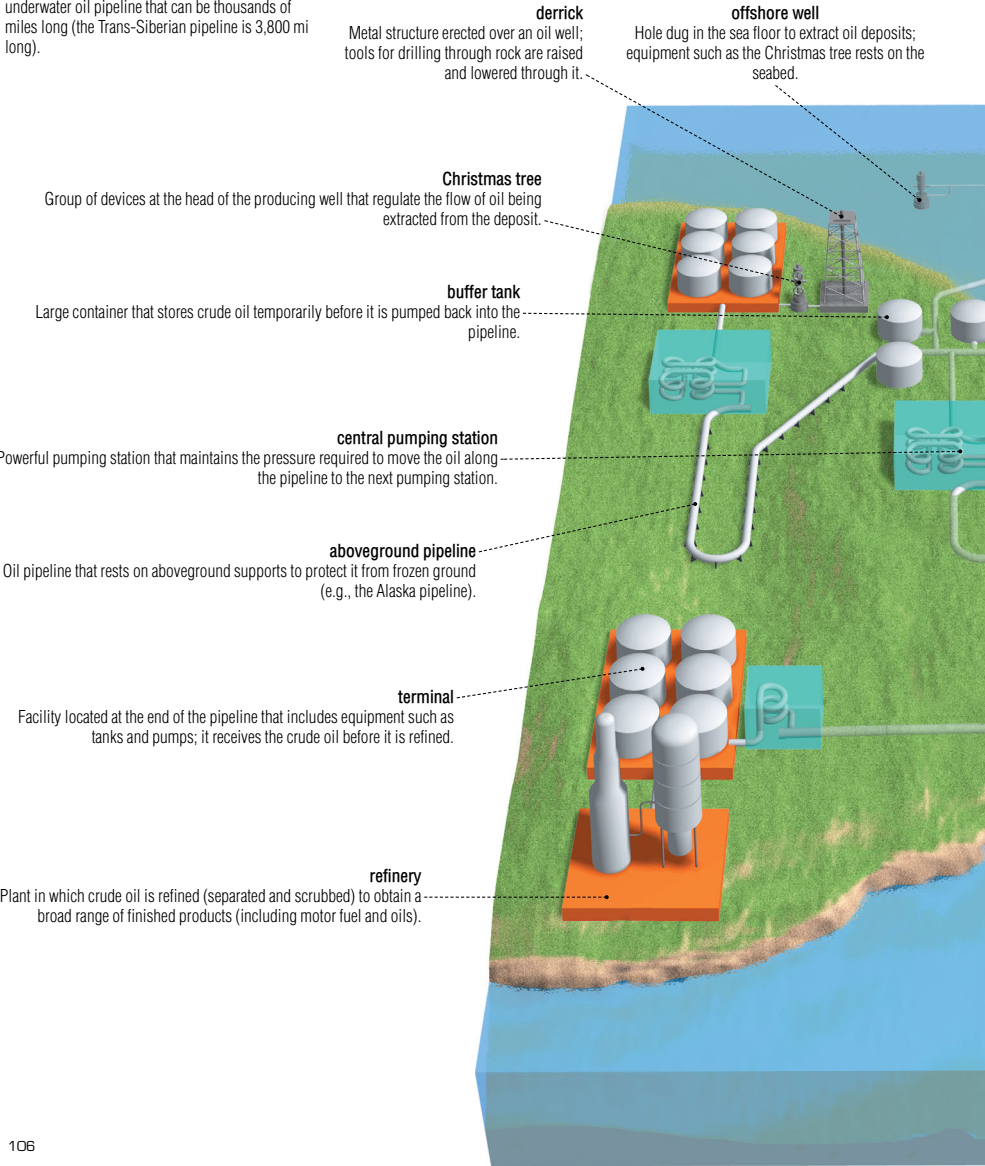 underwater oil pipeline that can be thousands of
miles long (the Trans-Siberian pipeline is 3,800 mi
long).
derrick
Metal structure erected over an oil well;
tools for drilling through rock are raised
and lowered through it.
offshore well
Hole dug in the sea floor to extract oil deposits;
equipment such as the Christmas tree rests on the
seabed.
Christmas tree
Group of devices at the head of the producing well that regulate the flow of oil being
extracted from the deposit.
buffer tank
Large container that stores crude oil temporarily before it is pumped back into the
pipeline.
central pumping station
Powerful pumping station that maintains the pressure required to move the oil along
the pipeline to the next pumping station.
aboveground pipeline
Oil pipeline that rests on aboveground supports to protect it from frozen ground
(e.g., the Alaska pipeline).
terminal
Facility located at the end of the pipeline that includes equipment such as
tanks and pumps; it receives the crude oil before it is refined.
refinery
Plant in which crude oil is refined (separated and scrubbed) to obtain a
broad range of finished products (including motor fuel and oils).
106